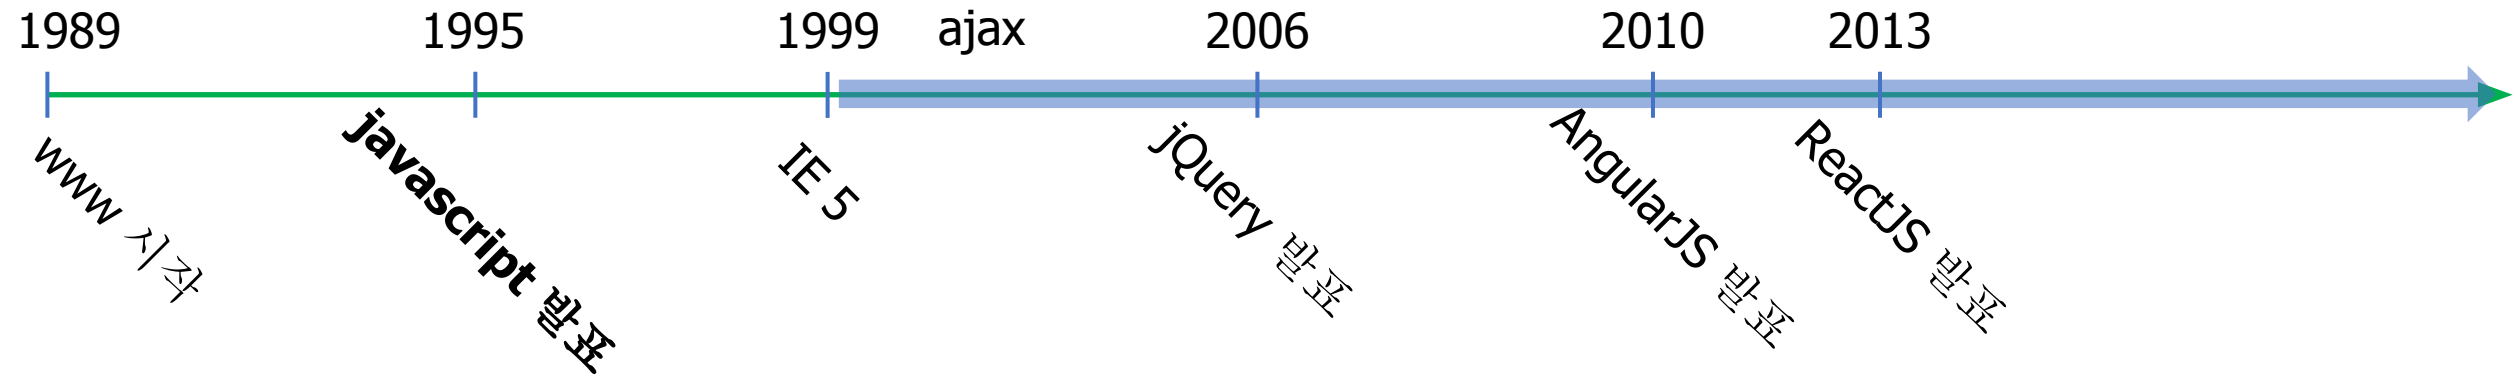 1989
1995
1999
ajax
2006
2010
2013
www 시작
javascript 발표
IE 5
jQuery 발표
AngularJS 발표
ReactJS 발표